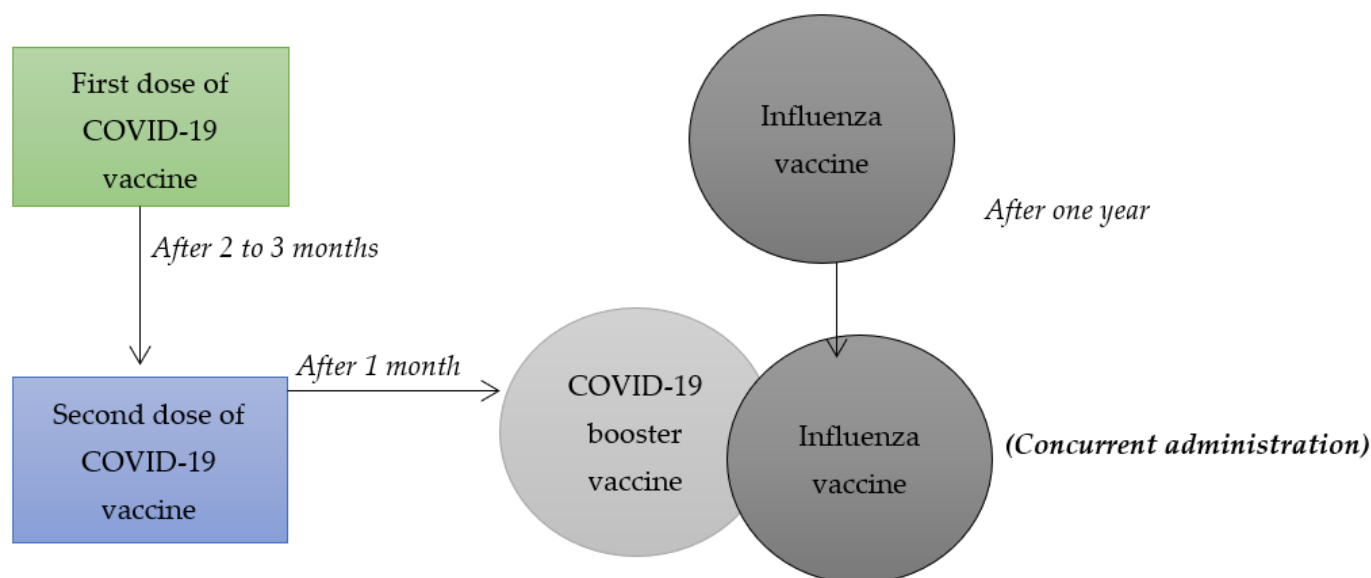 First dose of
COVID-19
vaccine
After 2 to 3 months
Second dose of
COVID-19
vaccine
After 1 month
Influenza
vaccine
After one year
COVID-19
booster
vaccine
Influenza
vaccine
(Concurrent administration)